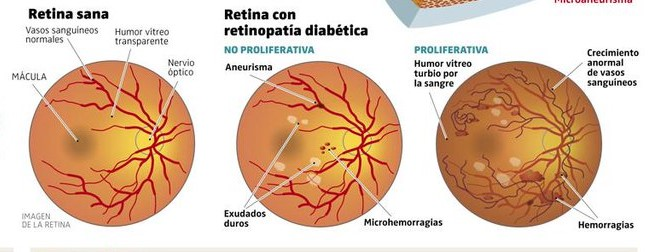 Microaneurisma
Retina sana
Vasos sanguíneos
normales
Humor vítreo
transparente
Nervio
óptico
MÁCULA
IMAGEN
DE LA RETINA
Retina con
retinopatía diabética
NO PROLIFERATIVA
Aneurisma
Exudados
duros
Microhemorragias
PROLIFERATIVA
Humor vítreo
turbio por
la sangre
Crecimiento
anormal
de vasos
sanguíneos
Hemorragias